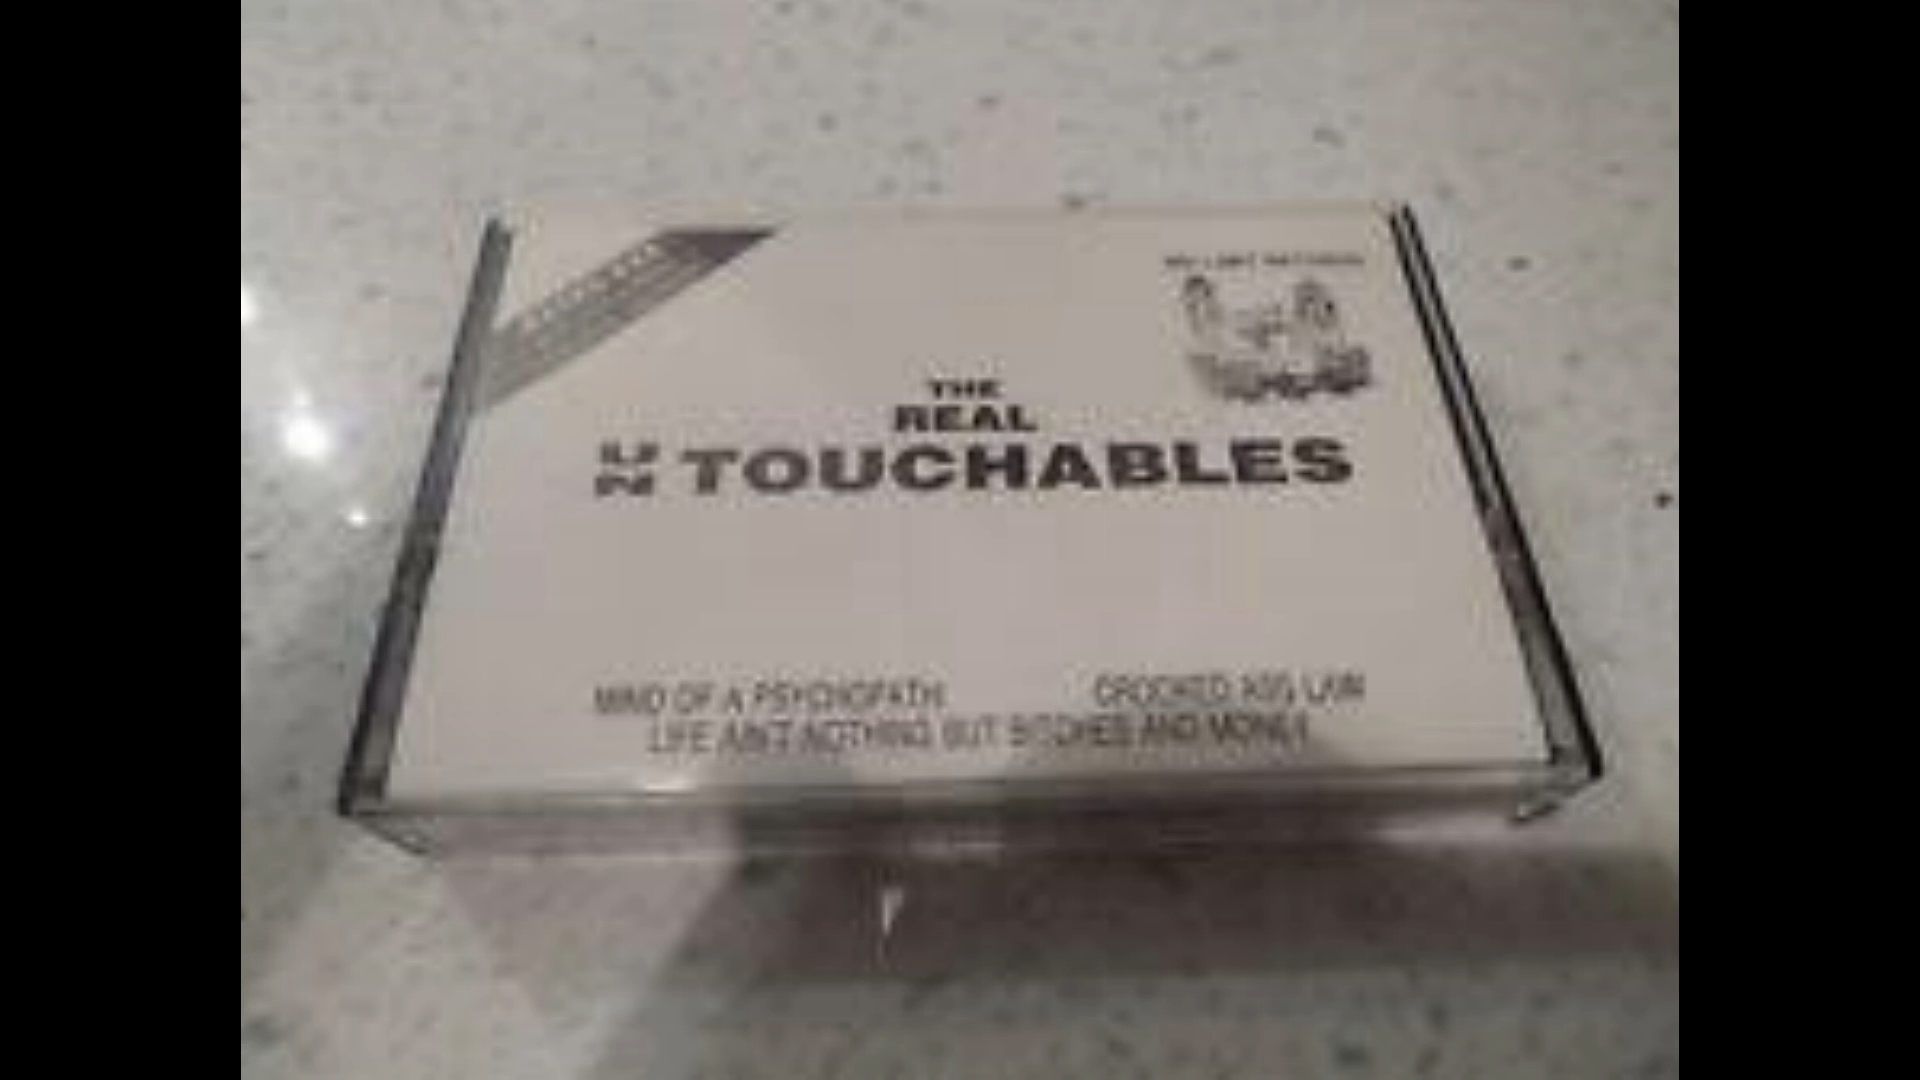 THE
REAL
UN TOUCHABLES
MIND OF A PSYCHOPATH
CROOKED ASS LAW
LIFE AIN'T NOTHING BUT BITCHES AND MONEY